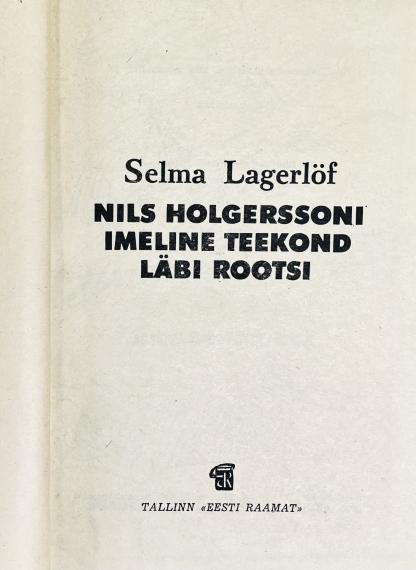 Selma Lagerlöf
NILS HOLGERSSONI
IMELINE TEEKOND
LÄBI ROOTSI
TALLINN «EESTI RAAMAT»